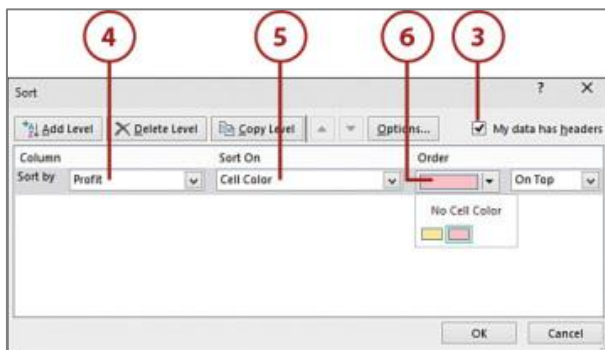 4 5 6 3
Sort ? X
Add Level Delete Level Copy Level Options... My data has headers
Column Sort On Order
Sort by Profit Cell Color On Top
No Cell Color
OK Cancel